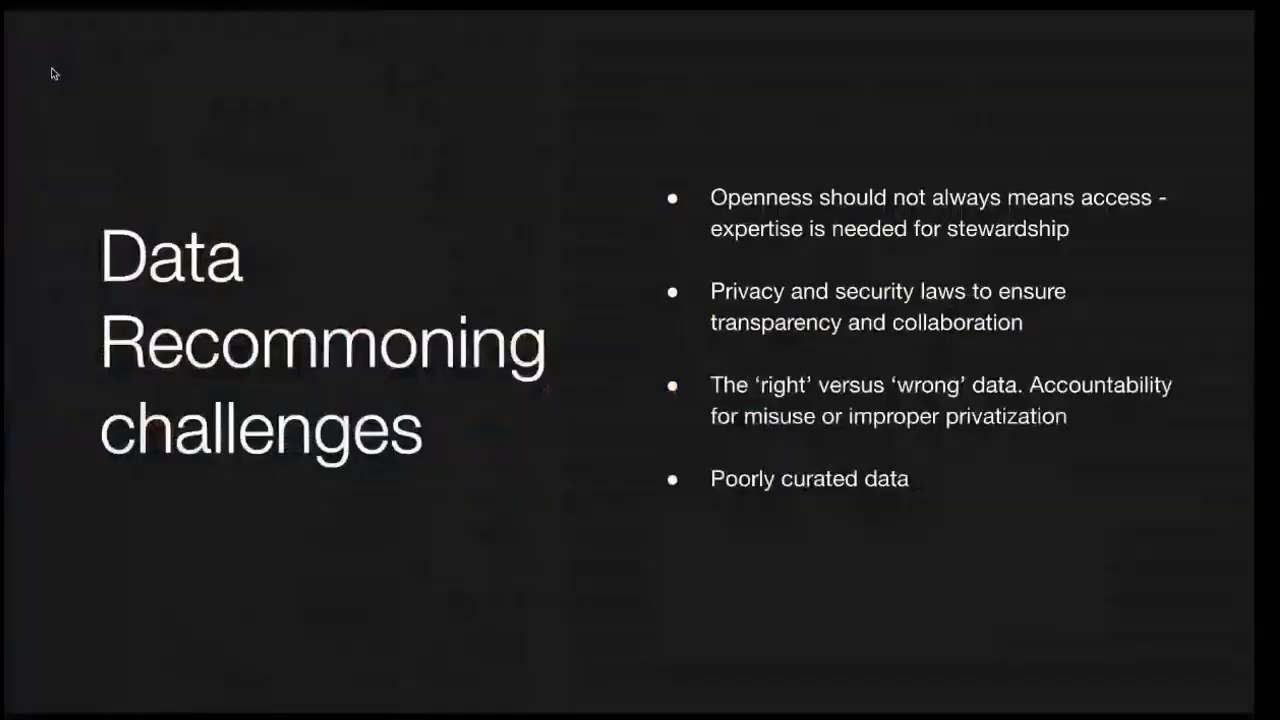 Data
Recommoning
challenges
● Openness should not always means access -
expertise is needed for stewardship
● Privacy and security laws to ensure
transparency and collaboration
● The ‘right’ versus ‘wrong’ data. Accountability
for misuse or improper privatization
● Poorly curated data